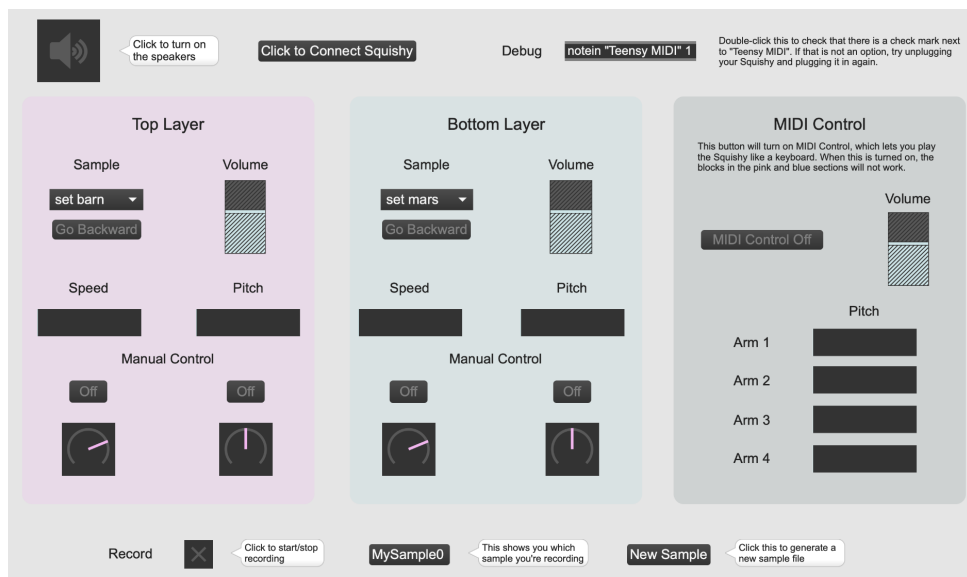 Click to turn on
the speakers
Click to Connect Squishy
Debug
notein "Teensy MIDI" 1
Double-click this to check that there is a check mark next
to "Teensy MIDI". If that is not an option, try unplugging
your Squishy and plugging it in again.
Top Layer
Sample
Volume
set barn
Go Backward
Speed
Pitch
Manual Control
Off
Off
Bottom Layer
Sample
Volume
set mars
Go Backward
Speed
Pitch
Manual Control
Off
Off
MIDI Control
This button will turn on MIDI Control, which lets you play
the Squishy like a keyboard. When this is turned on, the
blocks in the pink and blue sections will not work.
Volume
MIDI Control Off
Pitch
Arm 1
Arm 2
Arm 3
Arm 4
Record
Click to start/stop
recording
MySample0
This shows you which
sample you're recording
New Sample
Click this to generate a
new sample file